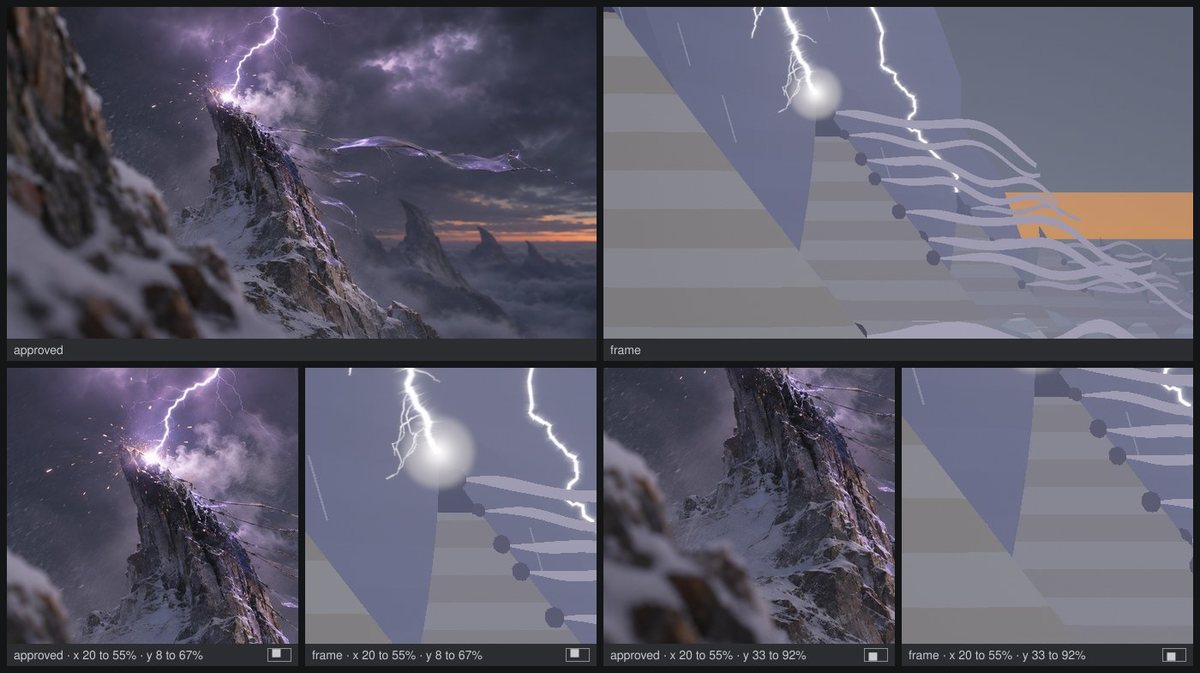 approved
frame
approved · x 20 to 55% · y 8 to 67%
frame · x 20 to 55% · y 8 to 67%
approved · x 20 to 55% · y 33 to 92%
frame · x 20 to 55% · y 33 to 92%